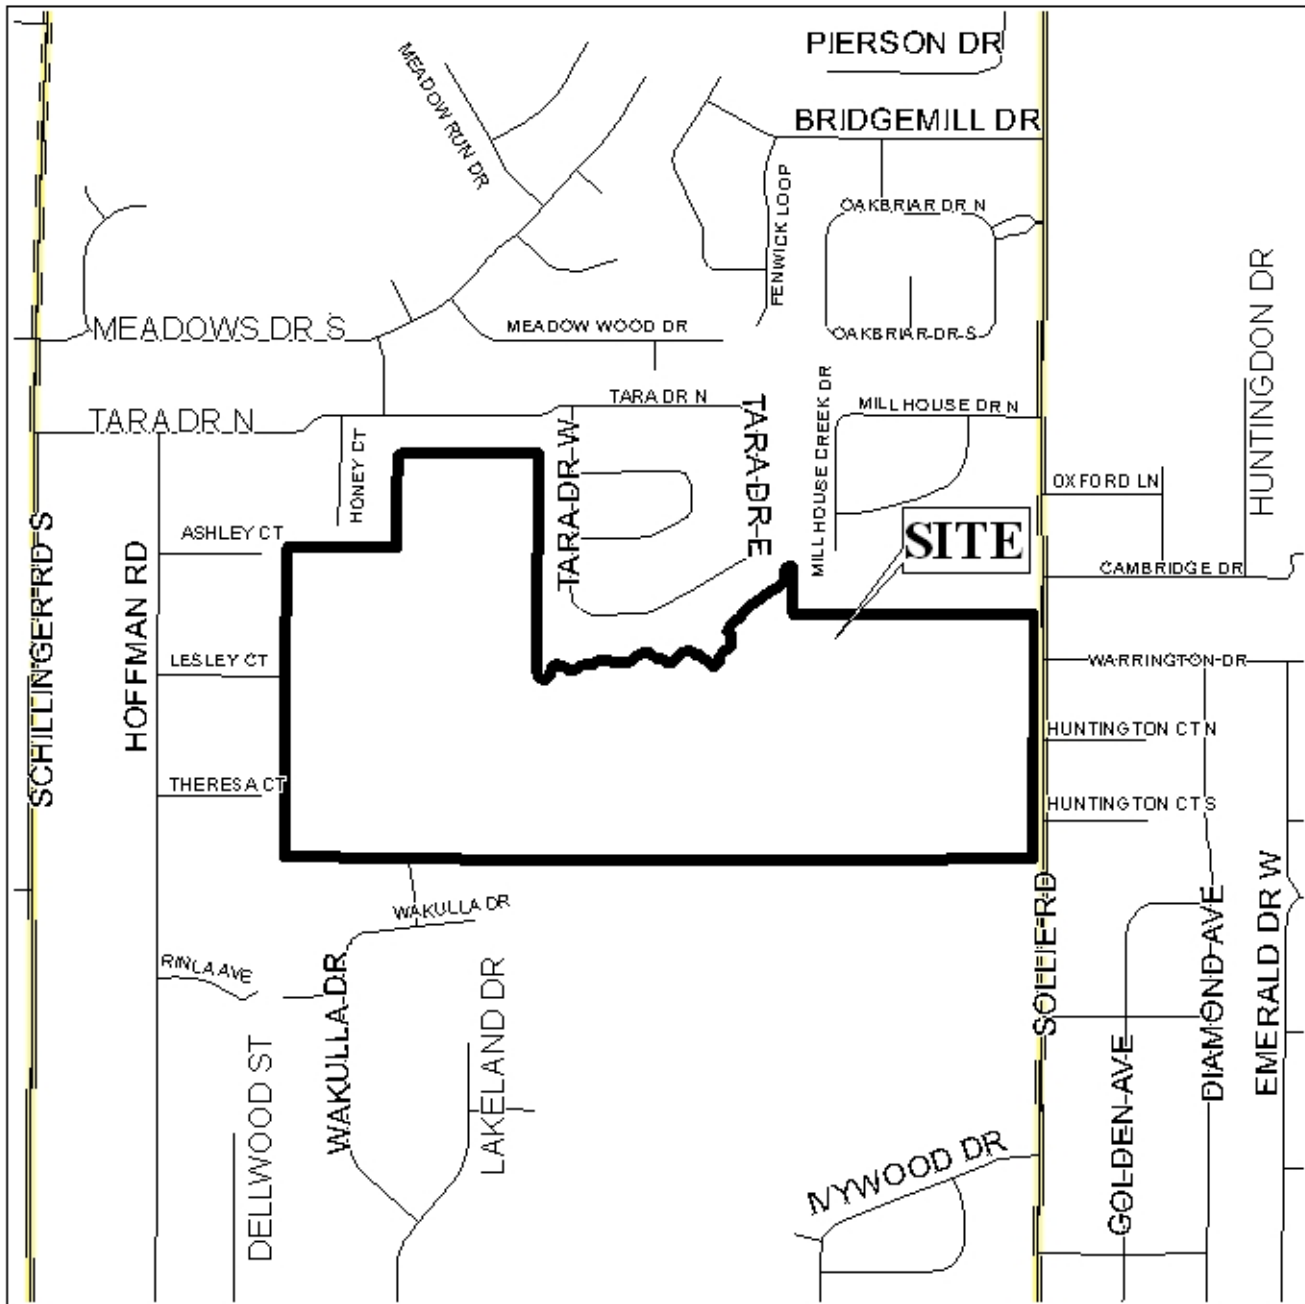 PIERSON DR
MEADOW RUN DR
BRIDGEMILL DR
FENWICK LOOP
OAKBRIAR DR N
HUNTINGDON DR
MEADOWS DR S
MEADOW WOOD DR
OAKBRIAR DR S
TARA DR N
TARA DR N
MILL HOUSE CREEK DR
MILL HOUSE DR N
HONEY CT
TARA DR W
TARA DR E
OXFORD LN
SCHILLINGER RD S
HOFFMAN RD
ASHLEY CT
SITE
CAMBRIDGE DR
LESLEY CT
WARRINGTON DR
HUNTINGTON CT N
THERESA CT
HUNTINGTON CT S
WAKULLA DR
SOLLIE RD
DIAMOND AVE
EMERALD DR W
RINLA AVE
WAKULLA DR
LAKELAND DR
DELLWOOD ST
GOLDEN AVE
IVYWOOD DR